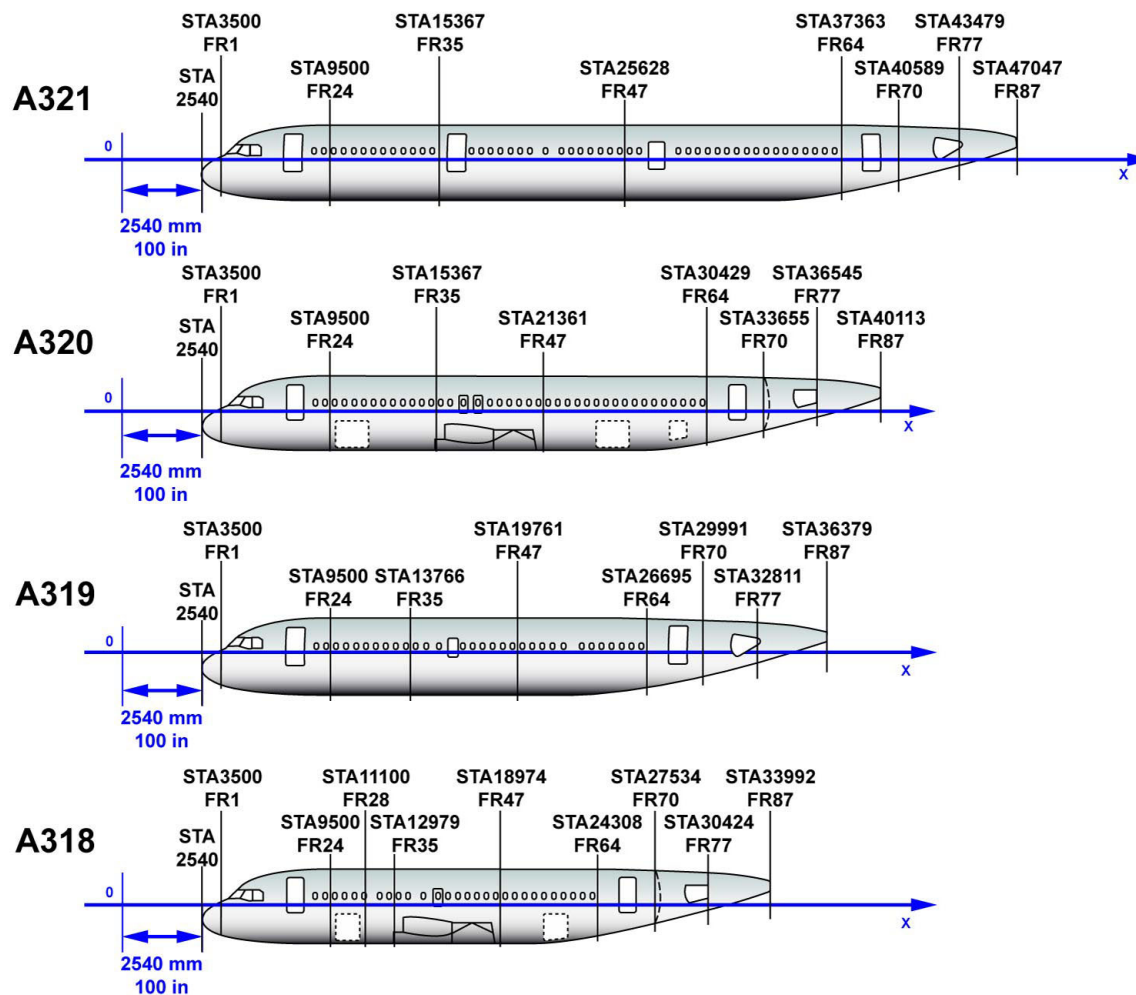 STA3500
FR1
STA15367
FR35
STA37363
FR64
STA43479
FR77
STA
2540
STA9500
FR24
STA25628
FR47
STA40589
FR70
STA47047
FR87
A321
0
X
2540 mm
100 in
STA3500
FR1
STA15367
FR35
STA30429
FR64
STA36545
FR77
STA
2540
STA9500
FR24
STA21361
FR47
STA33655
FR70
STA40113
FR87
A320
0
X
2540 mm
100 in
STA3500
FR1
STA19761
FR47
STA29991
FR70
STA36379
FR87
STA
2540
STA9500
FR24
STA13766
FR35
STA26695
FR64
STA32811
FR77
A319
0
X
2540 mm
100 in
STA3500
FR1
STA11100
FR28
STA18974
FR47
STA27534
FR70
STA33992
FR87
STA
2540
STA9500
FR24
STA12979
FR35
STA24308
FR64
STA30424
FR77
A318
0
X
2540 mm
100 in